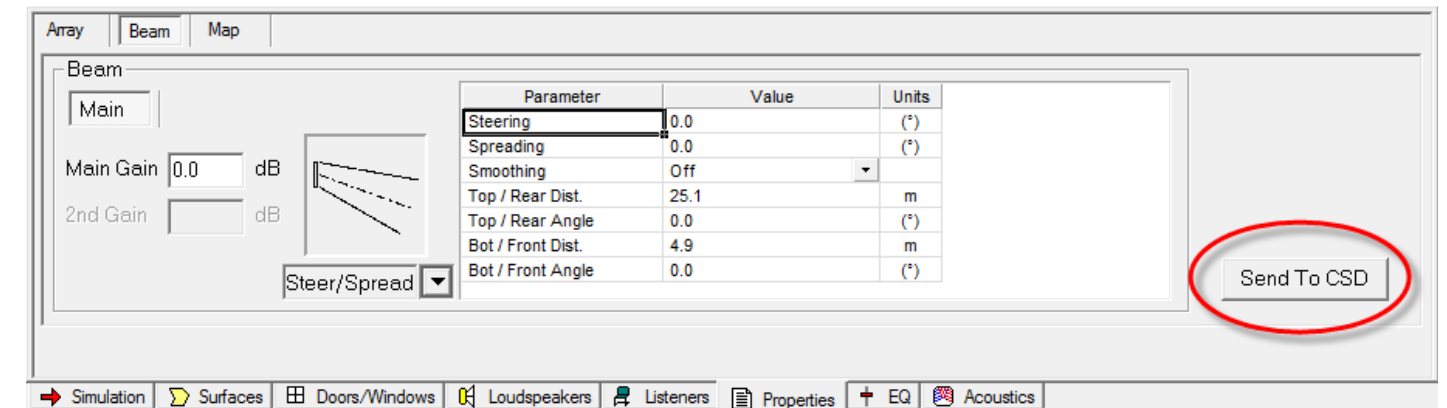 Array Beam Map
Beam
Main
Main Gain 0.0 dB
2nd Gain dB
Steer/Spread
Parameter Value Units
Steering 0.0 (°)
Spreading 0.0 (°)
Smoothing Off
Top / Rear Dist. 25.1 m
Top / Rear Angle 0.0 (°)
Bot / Front Dist. 4.9 m
Bot / Front Angle 0.0 (°)
Send To CSD
Simulation Surfaces Doors/Windows Loudspeakers Listeners Properties EQ Acoustics